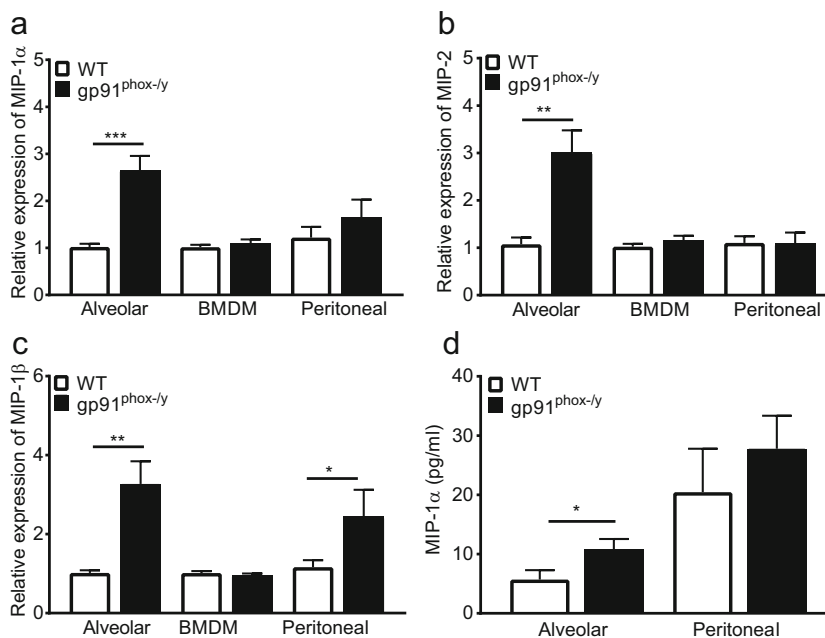 a
Relative expression of MIP-1α
5
4
3
2
1
0
WT
gp91phox-/y
***
Alveolar BMDM Peritoneal
b
Relative expression of MIP-2
5
4
3
2
1
0
WT
gp91phox-/y
**
Alveolar BMDM Peritoneal
c
Relative expression of MIP-1β
6
4
2
0
WT
gp91phox-/y
**
*
Alveolar BMDM Peritoneal
d
MIP-1α (pg/ml)
40
30
20
10
0
WT
gp91phox-/y
*
Alveolar Peritoneal